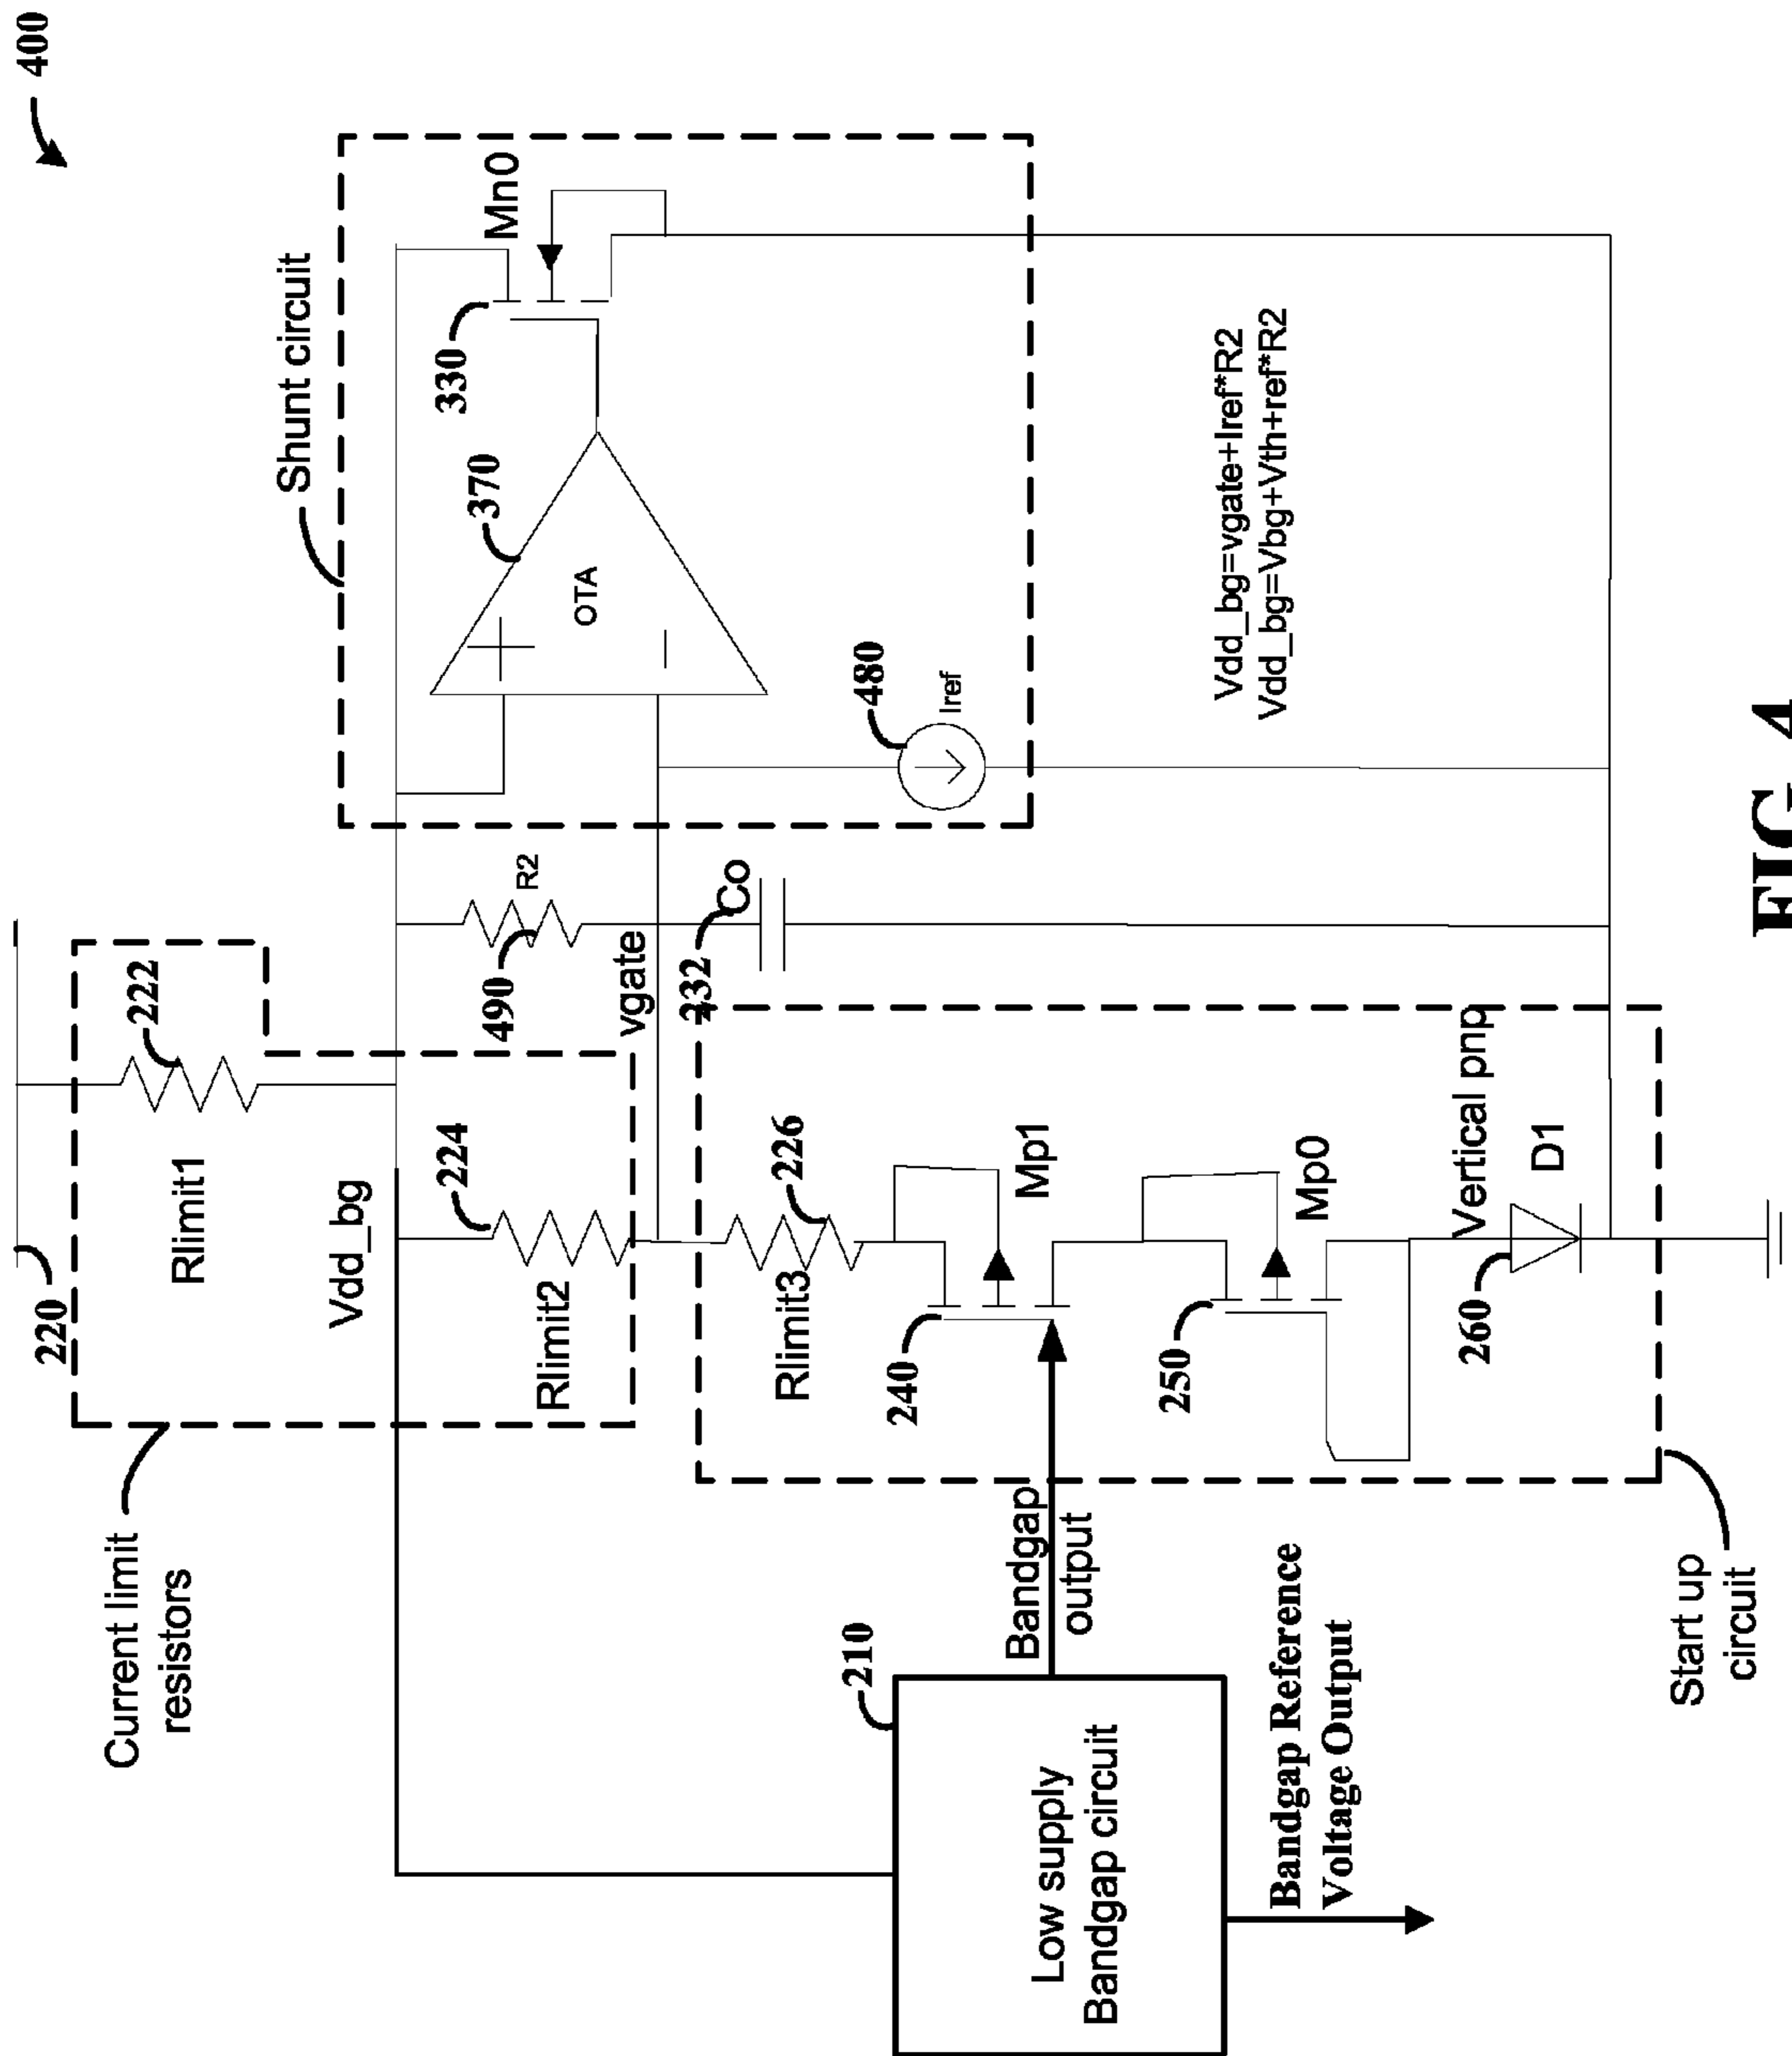 400
Shunt circuit
Mn0
330
370
OTA
480
Iref
Vdd_bg=vgate+Iref*R2
Vdd_bg=Vbg+Vth+ref*R2
220
222
Rlimit1
Current limit
resistors
Vdd_bg
224
Rlimit2
R2
490
vgate
232
Co
226
Rlimit3
240
Mp1
250
Mp0
Vertical pnp
260
D1
210
Low supply
Bandgap circuit
Bandgap
output
Bandgap Reference
Voltage Output
Start up
circuit
FIG. 4